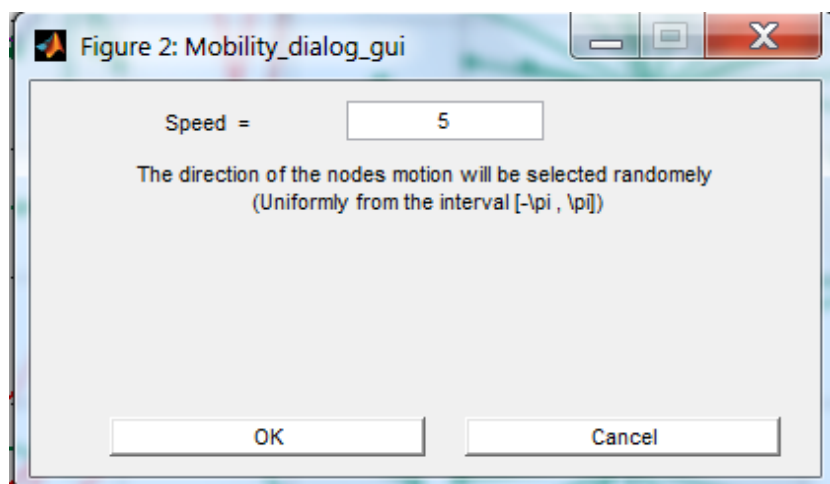 Figure 2: Mobility_dialog_gui
Speed =
5
The direction of the nodes motion will be selected randomely
(Uniformly from the interval [-\pi , \pi])
OK
Cancel